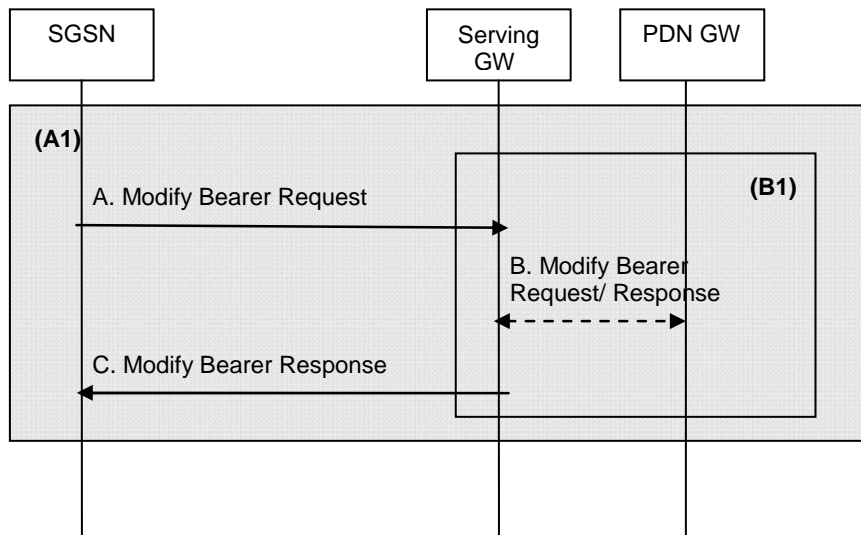 SGSN
Serving
GW
PDN GW
(A1)
(B1)
A. Modify Bearer Request
B. Modify Bearer
Request/ Response
C. Modify Bearer Response